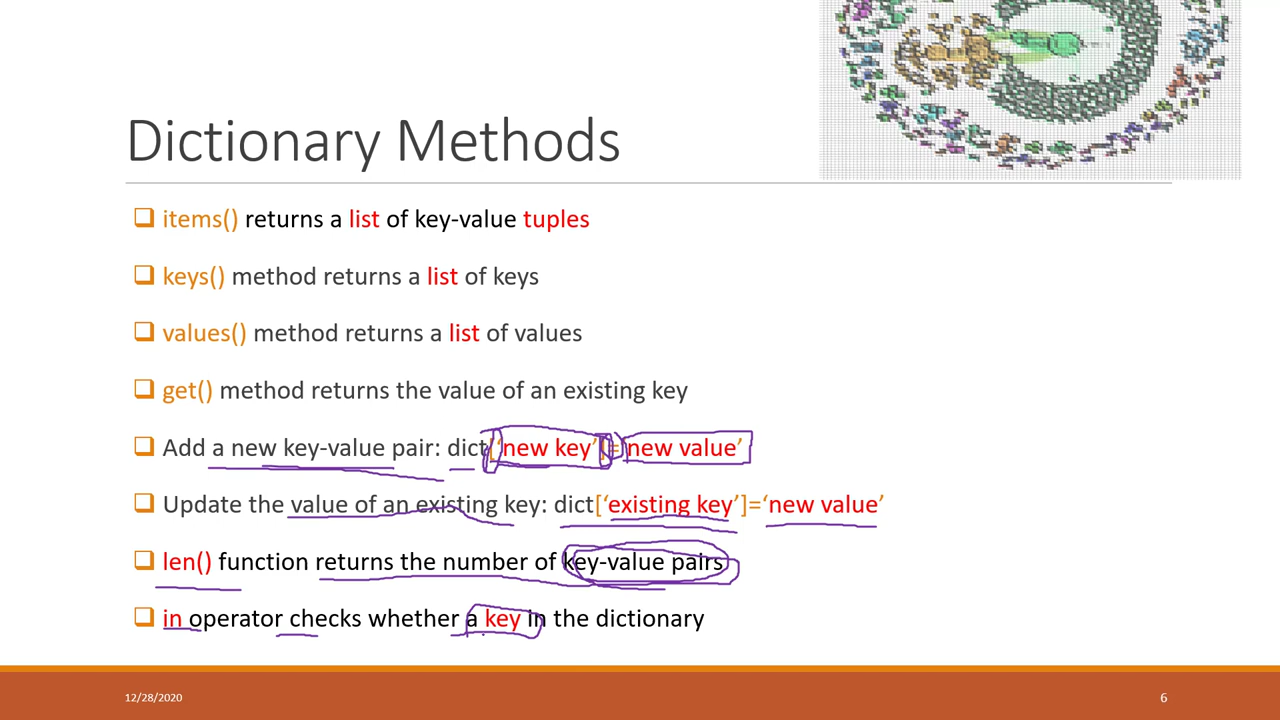 Dictionary Methods
items() returns a list of key-value tuples
keys() method returns a list of keys
values() method returns a list of values
get() method returns the value of an existing key
Add a new key-value pair: dict[‘new key’]=‘new value’
Update the value of an existing key: dict[‘existing key’]=‘new value’
len() function returns the number of key-value pairs
in operator checks whether a key in the dictionary
12/28/2020
6